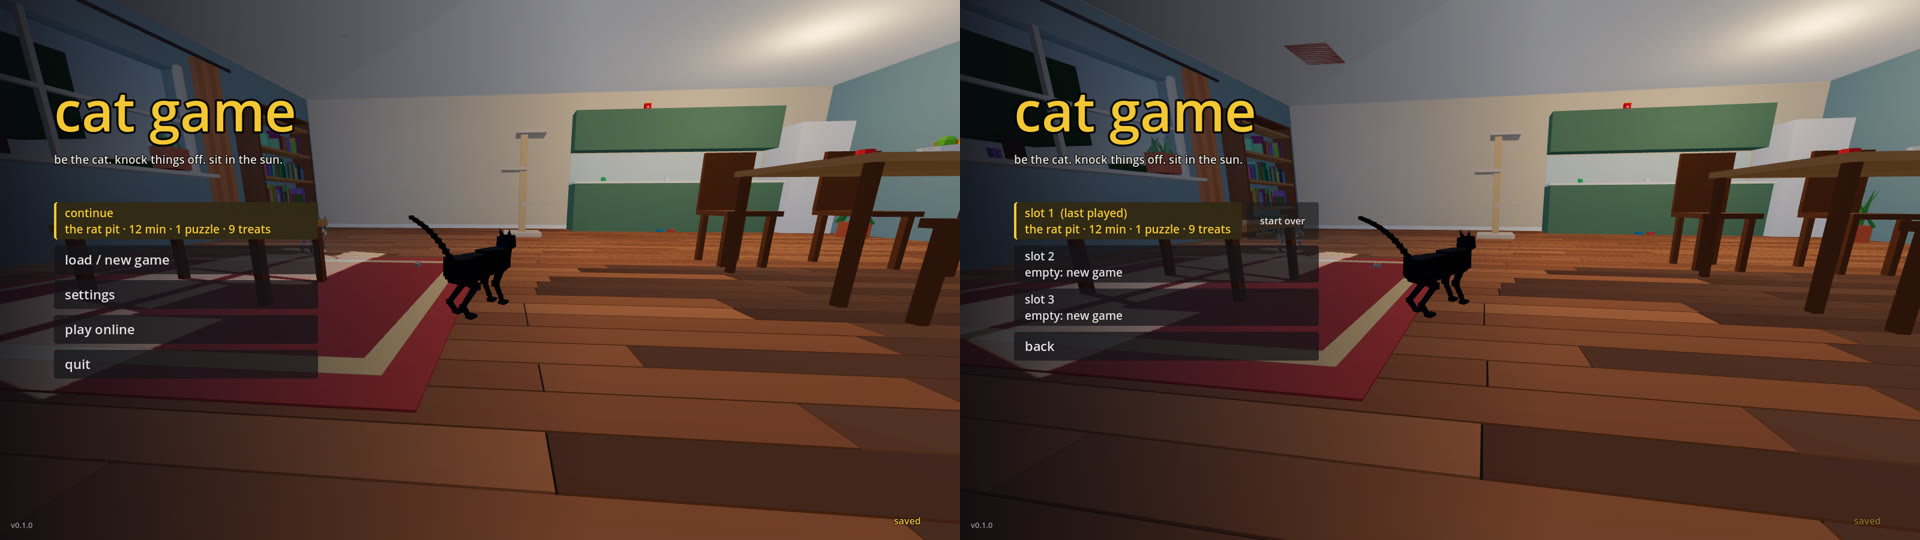 cat game
be the cat. knock things off. sit in the sun.
continue
the rat pit · 12 min · 1 puzzle · 9 treats
load / new game
settings
play online
quit
v0.1.0
saved
cat game
be the cat. knock things off. sit in the sun.
slot 1 (last played)
the rat pit · 12 min · 1 puzzle · 9 treats
start over
slot 2
empty: new game
slot 3
empty: new game
back
v0.1.0
saved